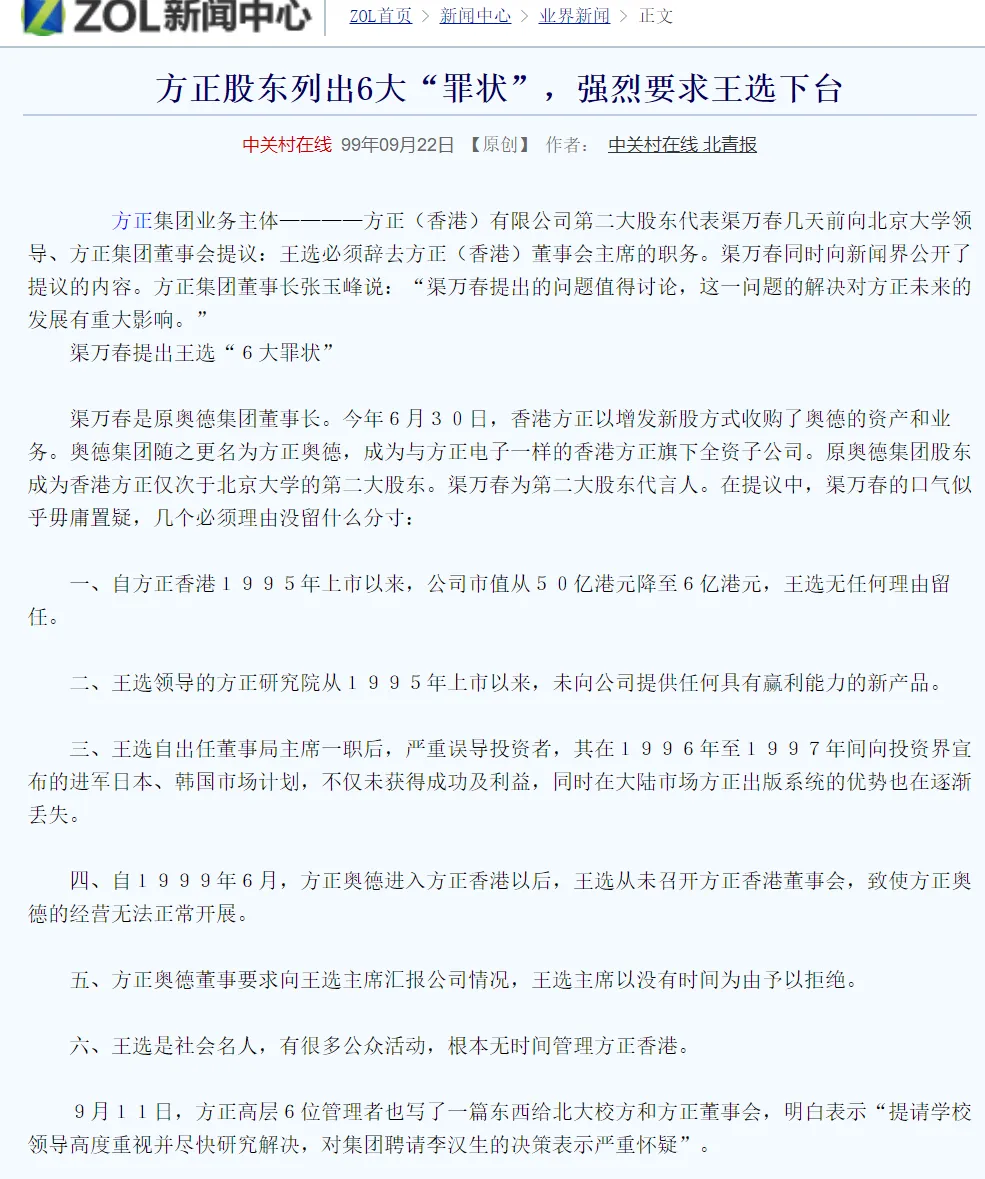 ZOL新闻中心 ZOL首页 > 新闻中心 > 业界新闻 > 正文
方正股东列出6大“罪状”，强烈要求王选下台
中关村在线 99年09月22日 【原创】 作者： 中关村在线 北青报
方正集团业务主体————方正（香港）有限公司第二大股东代表渠万春几天前向北京大学领
导、方正集团董事会提议：王选必须辞去方正（香港）董事会主席的职务。渠万春同时向新闻界公开了
提议的内容。方正集团董事长张玉峰说：“渠万春提出的问题值得讨论，这一问题的解决对方正未来的
发展有重大影响。”
渠万春提出王选“６大罪状”
渠万春是原奥德集团董事长。今年６月３０日，香港方正以增发新股方式收购了奥德的资产和业
务。奥德集团随之更名为方正奥德，成为与方正电子一样的香港方正旗下全资子公司。原奥德集团股东
成为香港方正仅次于北京大学的第二大股东。渠万春为第二大股东代言人。在提议中，渠万春的口气似
乎毋庸置疑，几个必须理由没留什么分寸：
一、自方正香港１９９５年上市以来，公司市值从５０亿港元降至６亿港元，王选无任何理由留
任。
二、王选领导的方正研究院从１９９５年上市以来，未向公司提供任何具有赢利能力的新产品。
三、王选自出任董事局主席一职后，严重误导投资者，其在１９９６年至１９９７年间向投资界宣
布的进军日本、韩国市场计划，不仅未获得成功及利益，同时在大陆市场方正出版系统的优势也在逐渐
丢失。
四、自１９９９年６月，方正奥德进入方正香港以后，王选从未召开方正香港董事会，致使方正奥
德的经营无法正常开展。
五、方正奥德董事要求向王选主席汇报公司情况，王选主席以没有时间为由予以拒绝。
六、王选是社会名人，有很多公众活动，根本无时间管理方正香港。
９月１１日，方正高层６位管理者也写了一篇东西给北大校方和方正董事会，明白表示“提请学校
领导高度重视并尽快研究解决，对集团聘请李汉生的决策表示严重怀疑”。